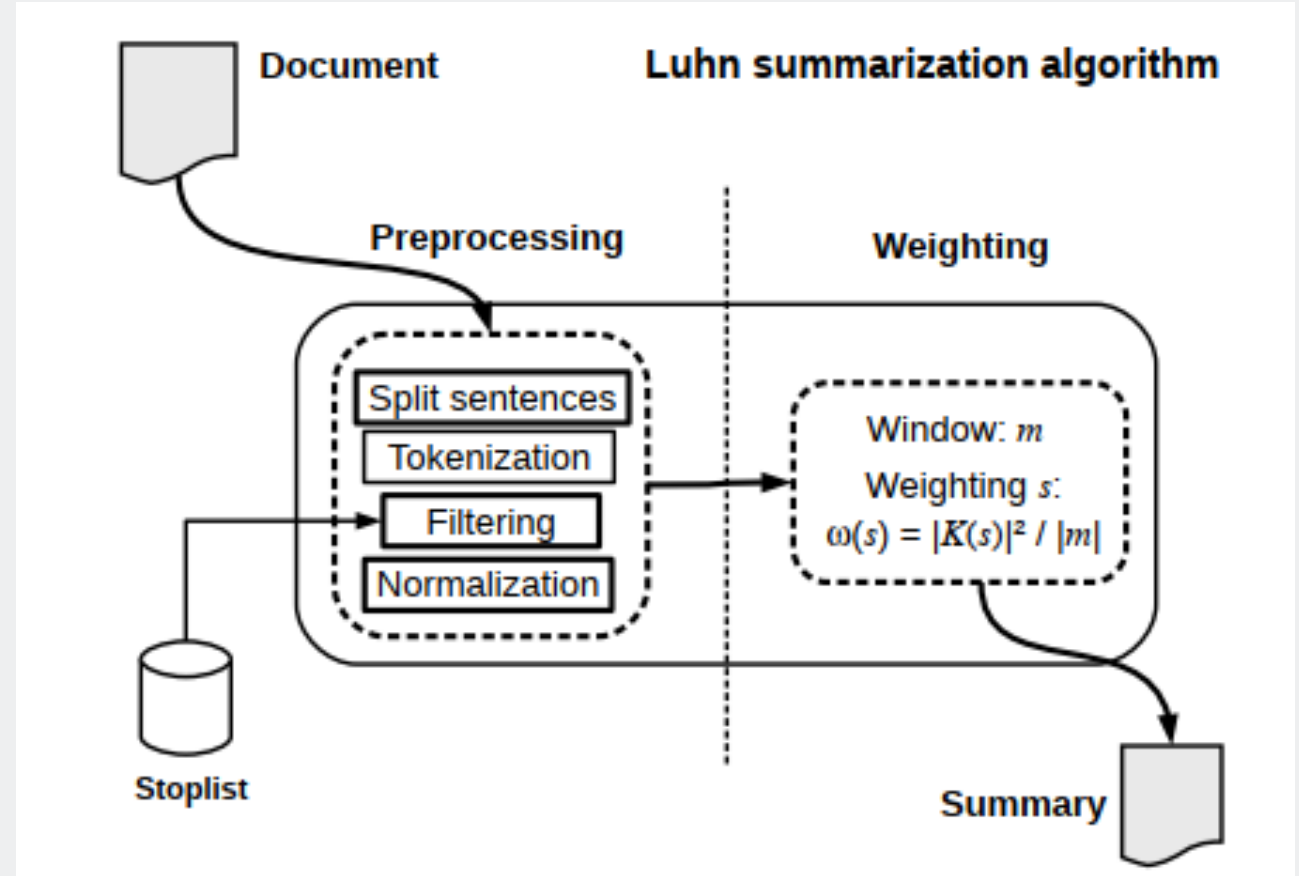 Document
Luhn summarization algorithm
Preprocessing
Weighting
Split sentences
Tokenization
Filtering
Normalization
Window: m
Weighting s:
ω(s) = |K(s)|² / |m|
Stoplist
Summary